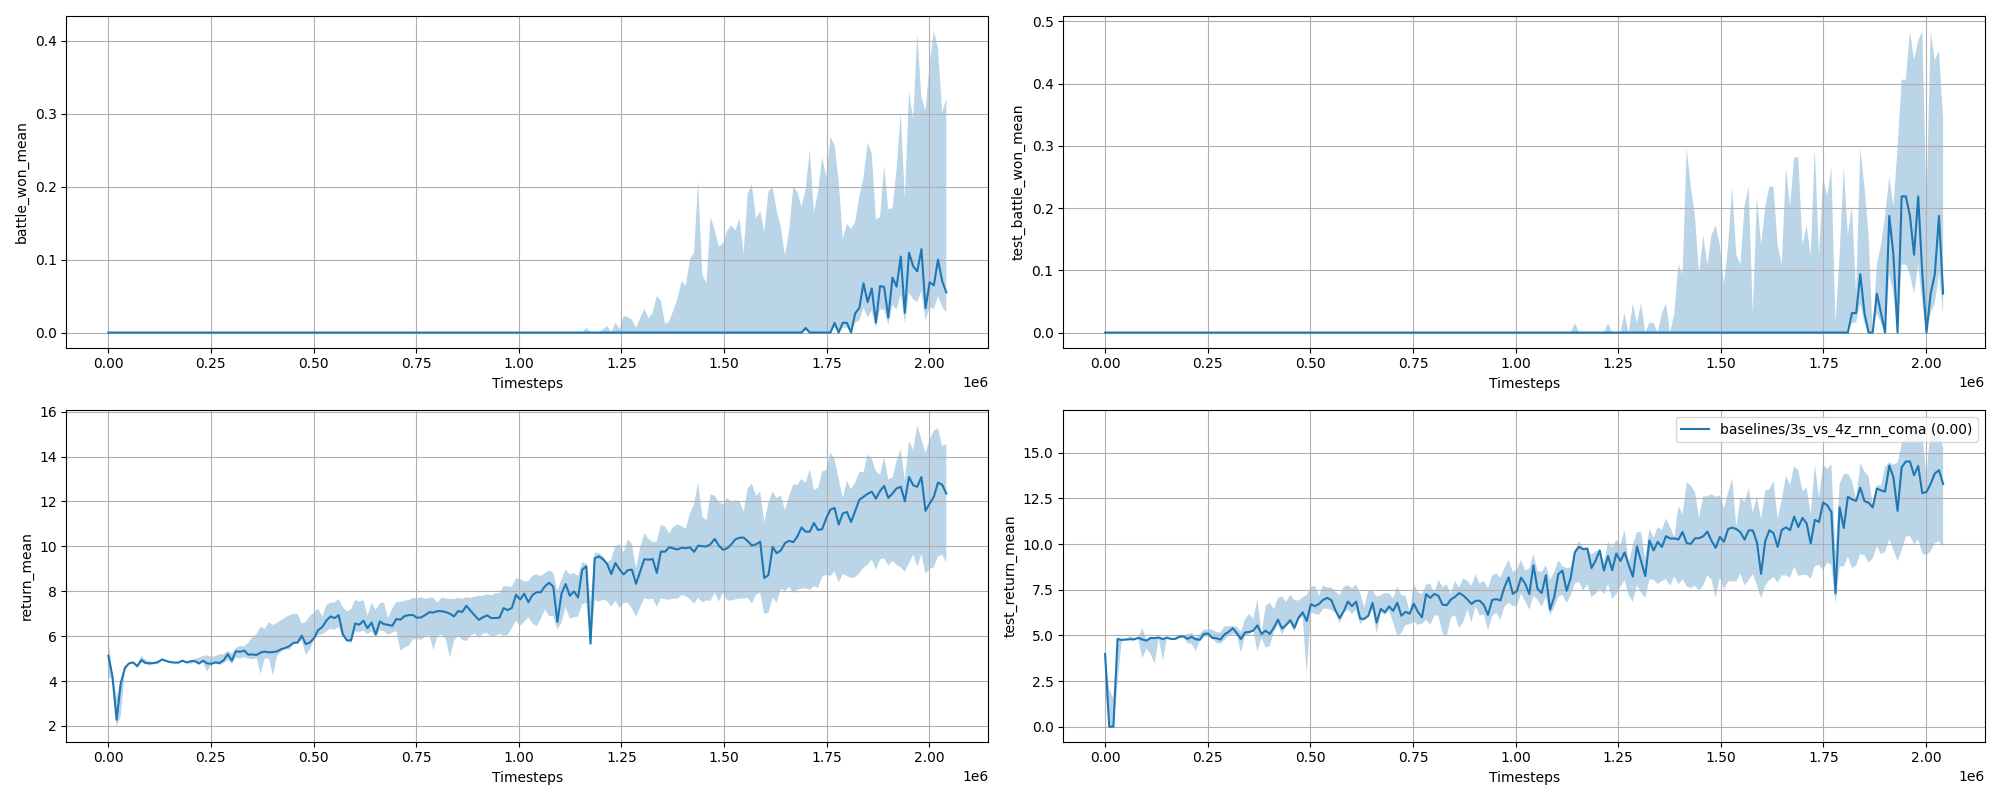 0.4
0.3
0.2
0.1
0.0
battle_won_mean
0.00 0.25 0.50 0.75 1.00 1.25 1.50 1.75 2.00
Timesteps
1e6
0.5
0.4
0.3
0.2
0.1
0.0
test_battle_won_mean
0.00 0.25 0.50 0.75 1.00 1.25 1.50 1.75 2.00
Timesteps
1e6
16
14
12
10
8
6
4
2
return_mean
0.00 0.25 0.50 0.75 1.00 1.25 1.50 1.75 2.00
Timesteps
1e6
baselines/3s_vs_4z_rnn_coma (0.00)
15.0
12.5
10.0
7.5
5.0
2.5
0.0
test_return_mean
0.00 0.25 0.50 0.75 1.00 1.25 1.50 1.75 2.00
Timesteps
1e6